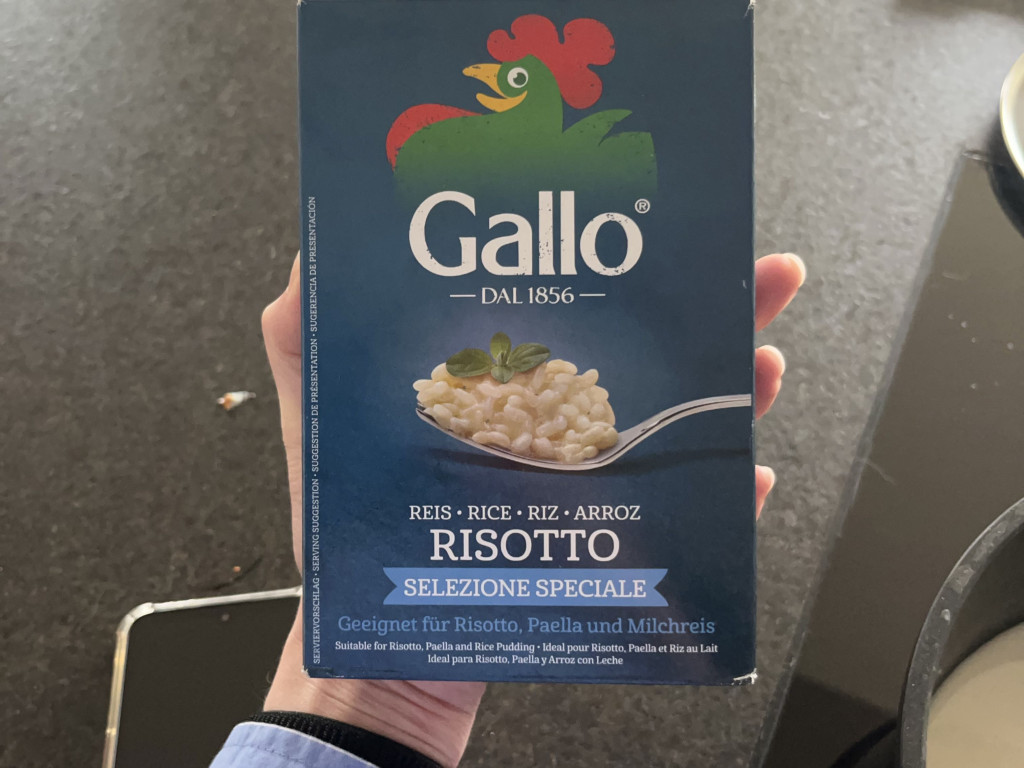 Gallo®
— DAL 1856 —
REIS • RICE • RIZ • ARROZ
RISOTTO
SELEZIONE SPECIALE
Geeignet für Risotto, Paella und Milchreis
Suitable for Risotto, Paella and Rice Pudding • Ideal pour Risotto, Paella et Riz au Lait
Ideal para Risotto, Paella y Arroz con Leche
SERVIERVORSCHLAG • SERVING SUGGESTION • SUGGESTION DE PRÉSENTATION • SUGERENCIA DE PRESENTACIÓN